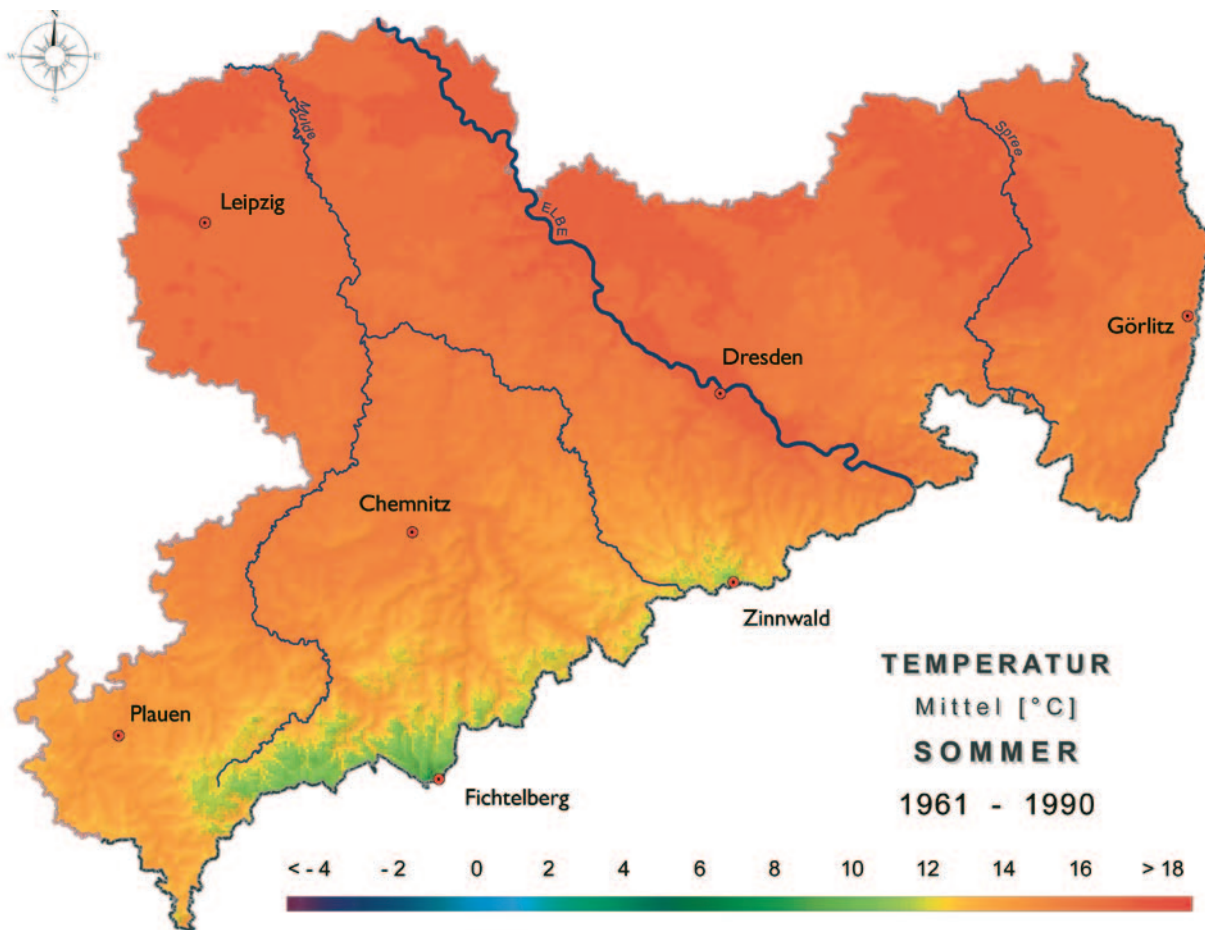 N
W E
S
Mulde
Spree
Leipzig
ELBE
Görlitz
Dresden
Chemnitz
Zinnwald
TEMPERATUR
Mittel [°C]
SOMMER
1961 - 1990
Plauen
Fichtelberg
< - 4 - 2 0 2 4 6 8 10 12 14 16 > 18